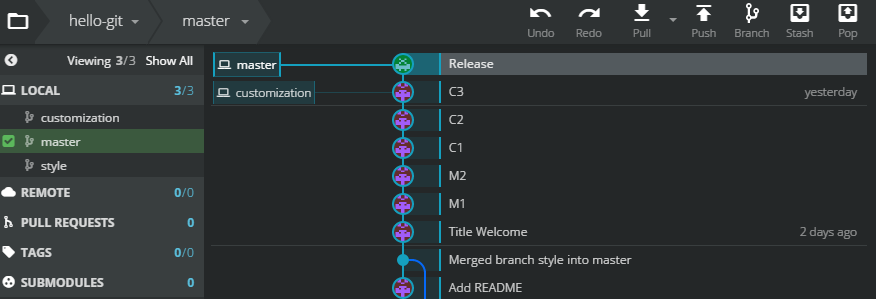 hello-git
master
Undo
Redo
Pull
Push
Branch
Stash
Pop
Viewing 3/3 Show All
LOCAL 3/3
customization
master
style
REMOTE 0/0
PULL REQUESTS 0
TAGS 0/0
SUBMODULES 0
master Release
customization C3 yesterday
C2
C1
M2
M1
Title Welcome 2 days ago
Merged branch style into master
Add README